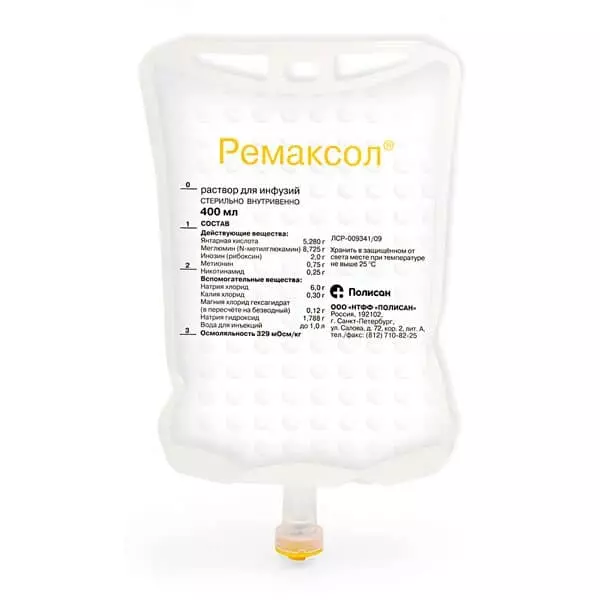 Ремаксол®
0
раствор для инфузий
СТЕРИЛЬНО ВНУТРИВЕННО
400 мл
1 СОСТАВ
Действующие вещества:
Янтарная кислота 5,280 г
Меглюмин (N-метилглюкамин) 8,725 г
Инозин (рибоксин) 2,0 г
2 Метионин 0,75 г
Никотинамид 0,25 г
Вспомогательные вещества:
Натрия хлорид 6,0 г
Калия хлорид 0,30 г
Магния хлорид гексагидрат
(в пересчёте на безводный) 0,12 г
Натрия гидроксид 1,788 г
Вода для инъекций до 1,0 л
3 Осмоляльность 329 мОсм/кг
ЛСР-009341/09
Хранить в защищённом от
света месте при температуре
не выше 25 °С
Полисан
ООО «НТФФ «ПОЛИСАН»
Россия, 192102,
г. Санкт-Петербург,
ул. Салова, д. 72, кор. 2, лит. А,
тел./факс: (812) 710-82-25